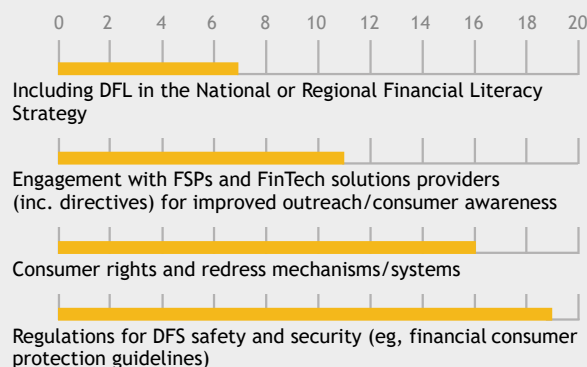 0 2 4 6 8 10 12 14 16 18 20
Including DFL in the National or Regional Financial Literacy
Strategy
Engagement with FSPs and FinTech solutions providers
(inc. directives) for improved outreach/consumer awareness
Consumer rights and redress mechanisms/systems
Regulations for DFS safety and security (eg, financial consumer
protection guidelines)